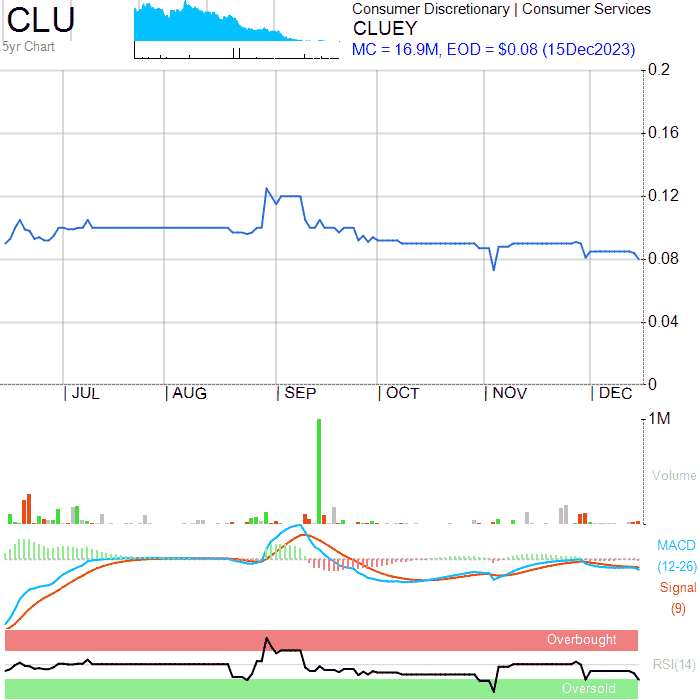 CLU
5yr Chart
Consumer Discretionary | Consumer Services
CLUEY
MC = 16.9M, EOD = $0.08 (15Dec2023)
0.2
0.16
0.12
0.08
0.04
0
JUL AUG SEP OCT NOV DEC
1M
Volume
MACD
(12-26)
Signal
(9)
Overbought
RSI(14)
Oversold